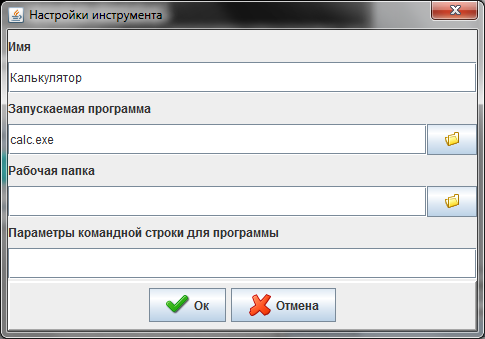 Настройки инструмента
Имя
Калькулятор
Запускаемая программа
calc.exe
Рабочая папка
Параметры командной строки для программы
Ок
Отмена